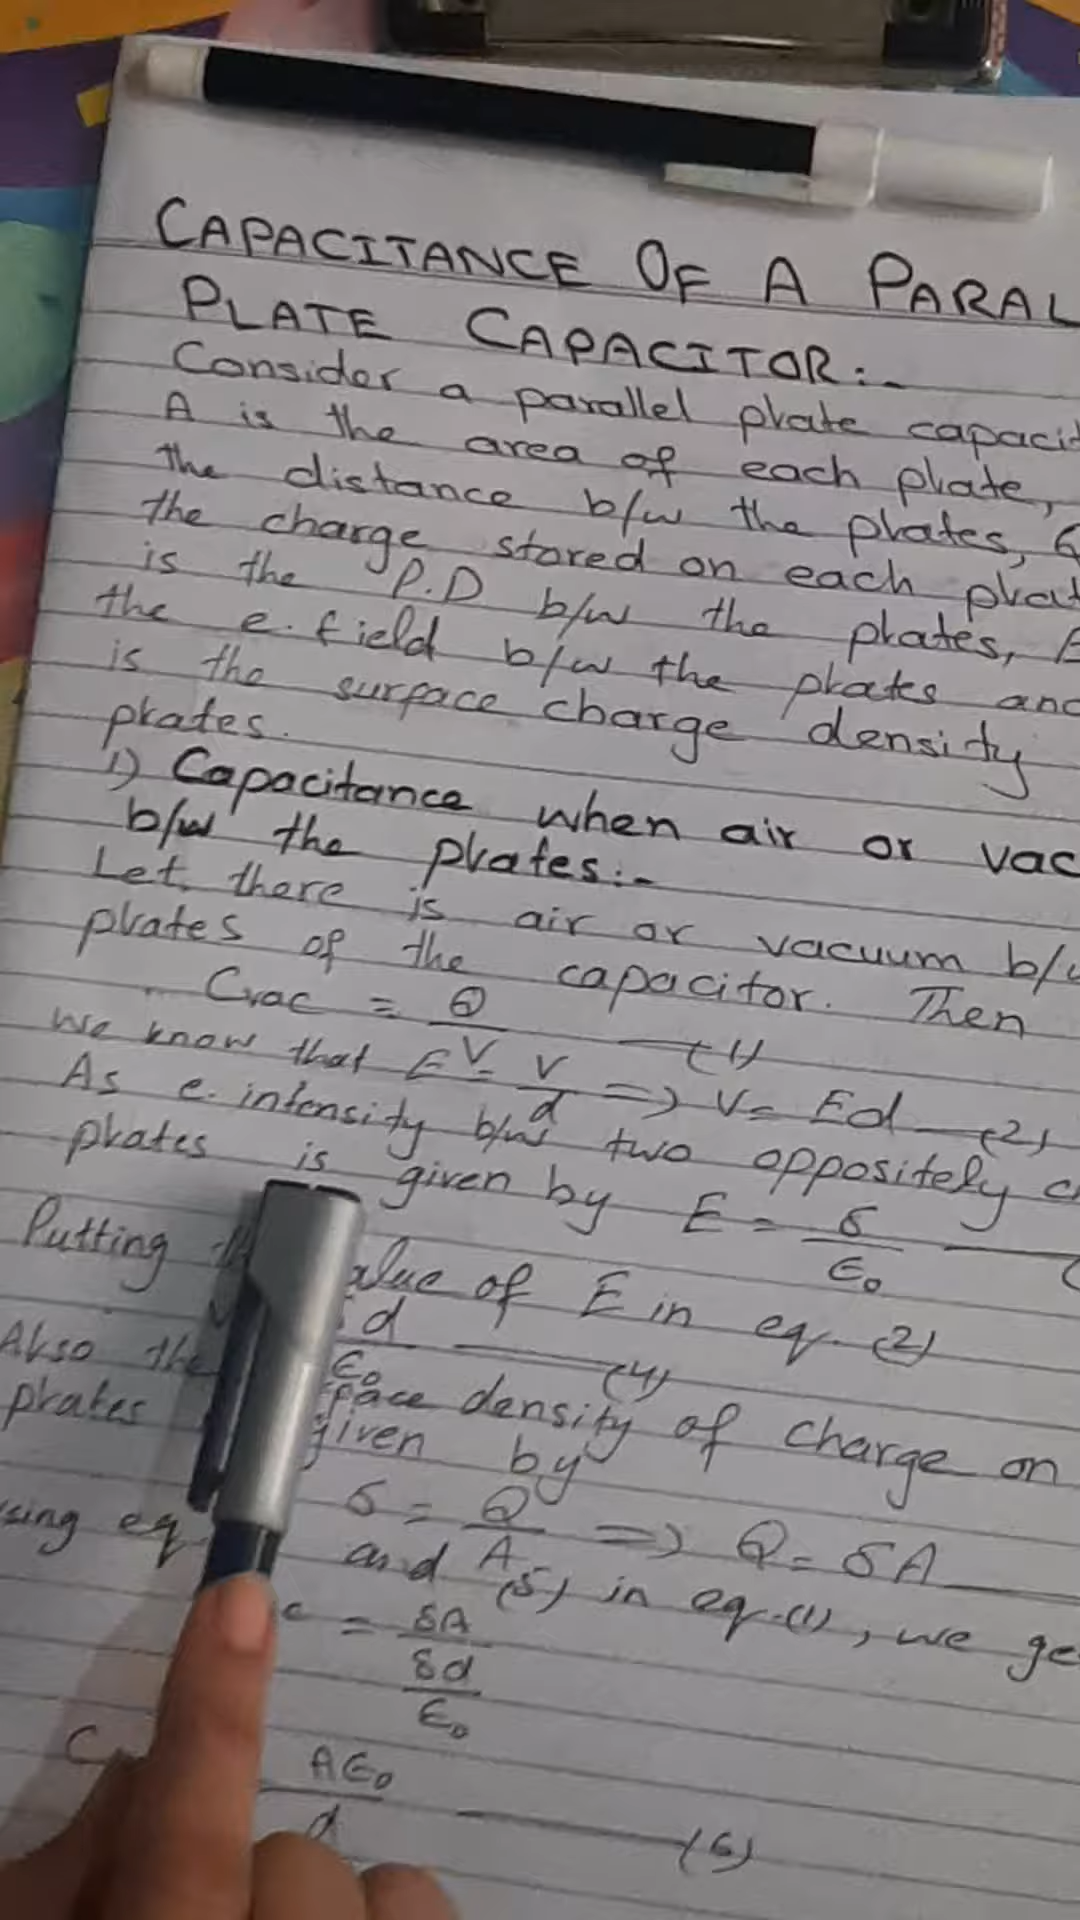 CAPACITANCE OF A PARAL
PLATE CAPACITOR:-
Consider a parallel plate capacit
A is the area of each plate,
the distance b/w the plates, Q
the charge stored on each plat
is the P.D b/w the plates, E
the e. field b/w the plates and
is the surface charge density
plates.
1) Capacitance when air or vac
b/w the plates:-
Let there is air or vacuum b/w
plates of the capacitor. Then
Cvac = Q/V —(1)
We know that E = V/d => V = Ed —(2)
As e. intensity b/w two oppositely c
plates is given by E = σ/ε₀ —(
Putting value of E in eq (2)
d/ε₀ —(4)
Also the face density of charge on
plates given by
σ = Q/A => Q = σA
sing eq. and (5) in eq.(1), we ge
c = σA/(σd/ε₀)
C Aε₀/d —(6)